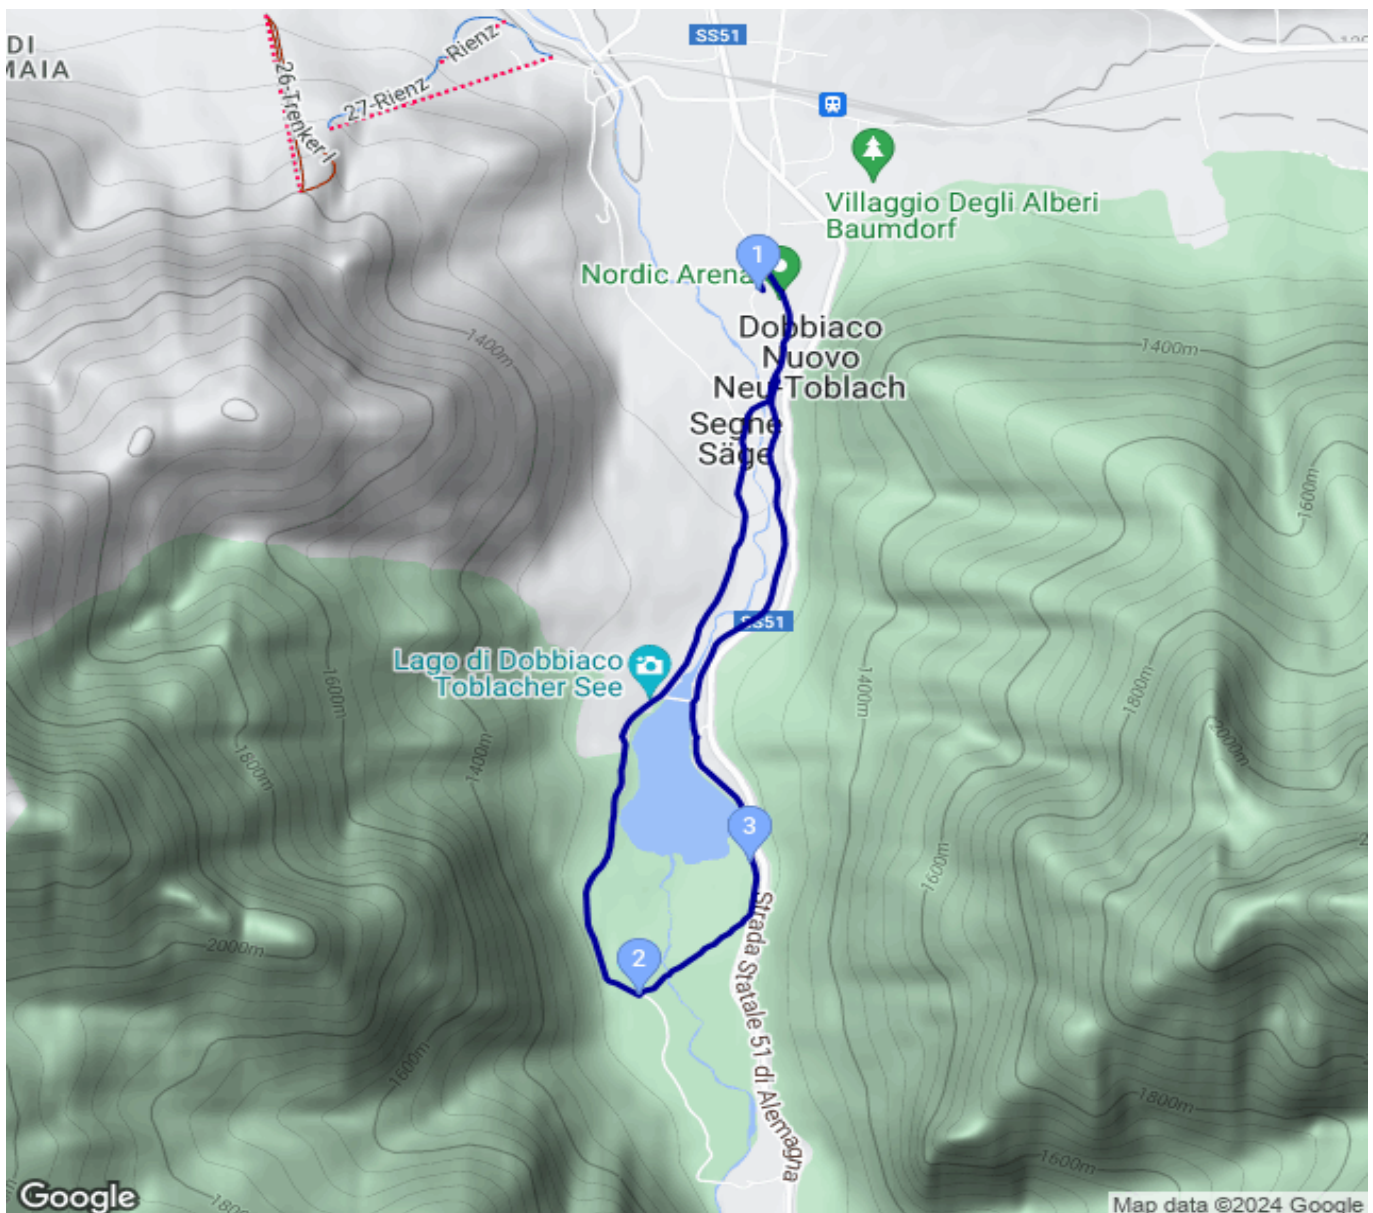 DI
MAIA
26-Trenker-I
27-Rienz
Rienz
SS51
Villaggio Degli Alberi
Baumdorf
1
Nordic Arena
Dobbiaco
Nuovo
Neu-Toblach
Segne
Säge
1400m
1400m
1600m
SS51
Lago di Dobbiaco
Toblacher See
1600m
1800m
1400m
1400m
1800m
2000m
3
1600m
2
2000m
Strada Statale 51 di Alemagna
1600m
1800m
1600m
Google
Map data ©2024 Google